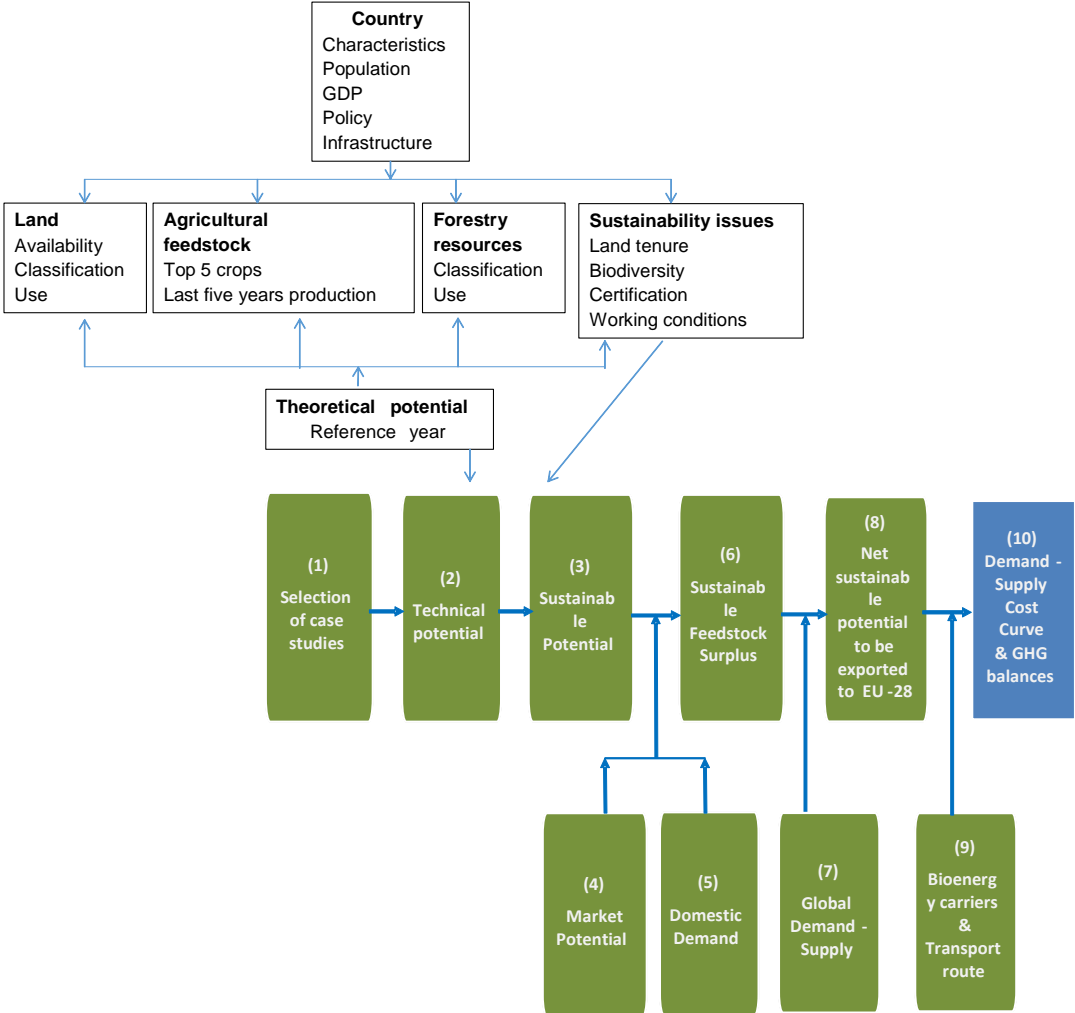 Country
Characteristics
Population
GDP
Policy
Infrastructure
Land
Availability
Classification
Use
Agricultural
feedstock
Top 5 crops
Last five years production
Forestry
resources
Classification
Use
Sustainability issues
Land tenure
Biodiversity
Certification
Working conditions
Theoretical potential
Reference year
(1)
Selection
of case
studies
(2)
Technical
potential
(3)
Sustainab
le
Potential
(6)
Sustainab
le
Feedstock
Surplus
(8)
Net
sustainab
le
potential
to be
exported
to EU -28
(10)
Demand -
Supply
Cost
Curve
& GHG
balances
(4)
Market
Potential
(5)
Domestic
Demand
(7)
Global
Demand -
Supply
(9)
Bioenerg
y carriers
&
Transport
route